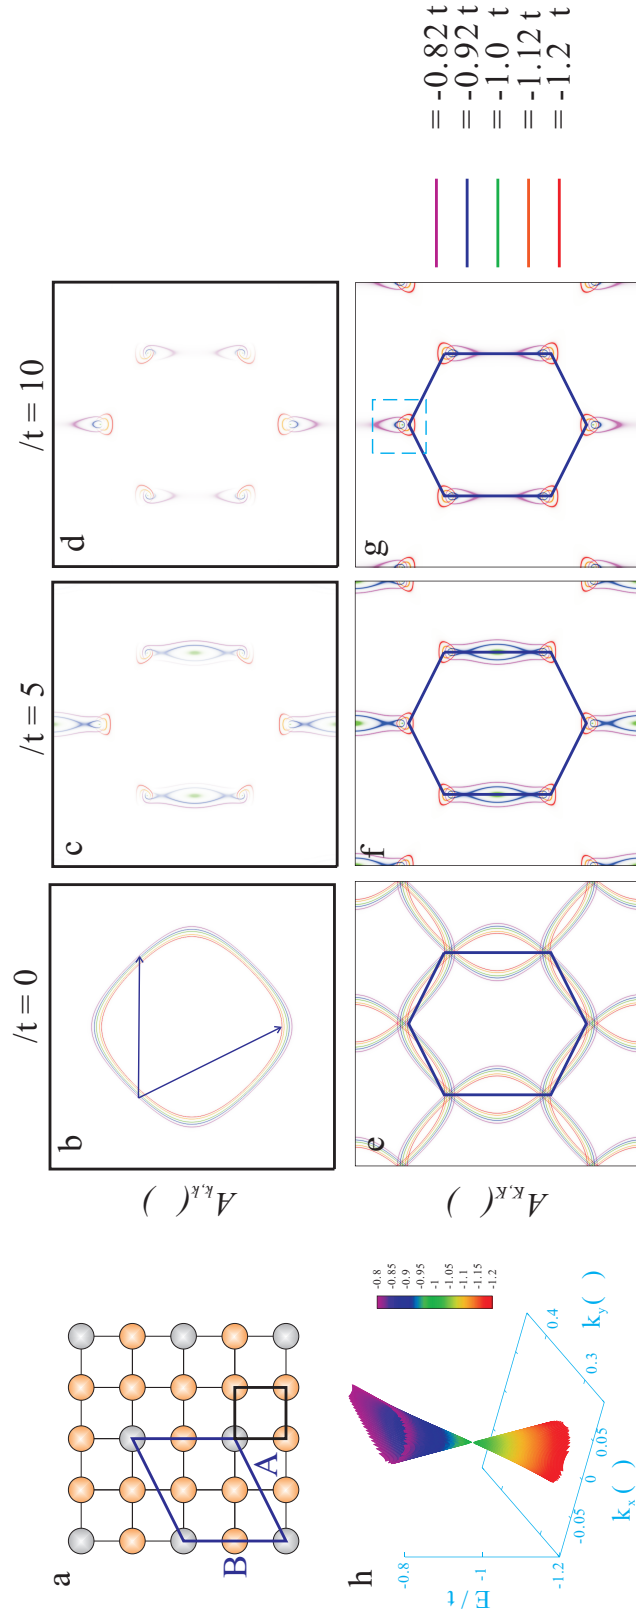 a
B
A
h
E / t
-0.8
-1
-1.2
k x ( )
-0.05
0
0.05
k y ( )
0.3
0.4
-0.8
-0.85
-0.9
-0.95
-1
-1.05
-1.1
-1.15
-1.2
/t = 0
/t = 5
/t = 10
A k,k ( )
b
c
d
A K,K ( )
e
f
g
= -0.82 t
= -0.92 t
= -1.0 t
= -1.12 t
= -1.2 t